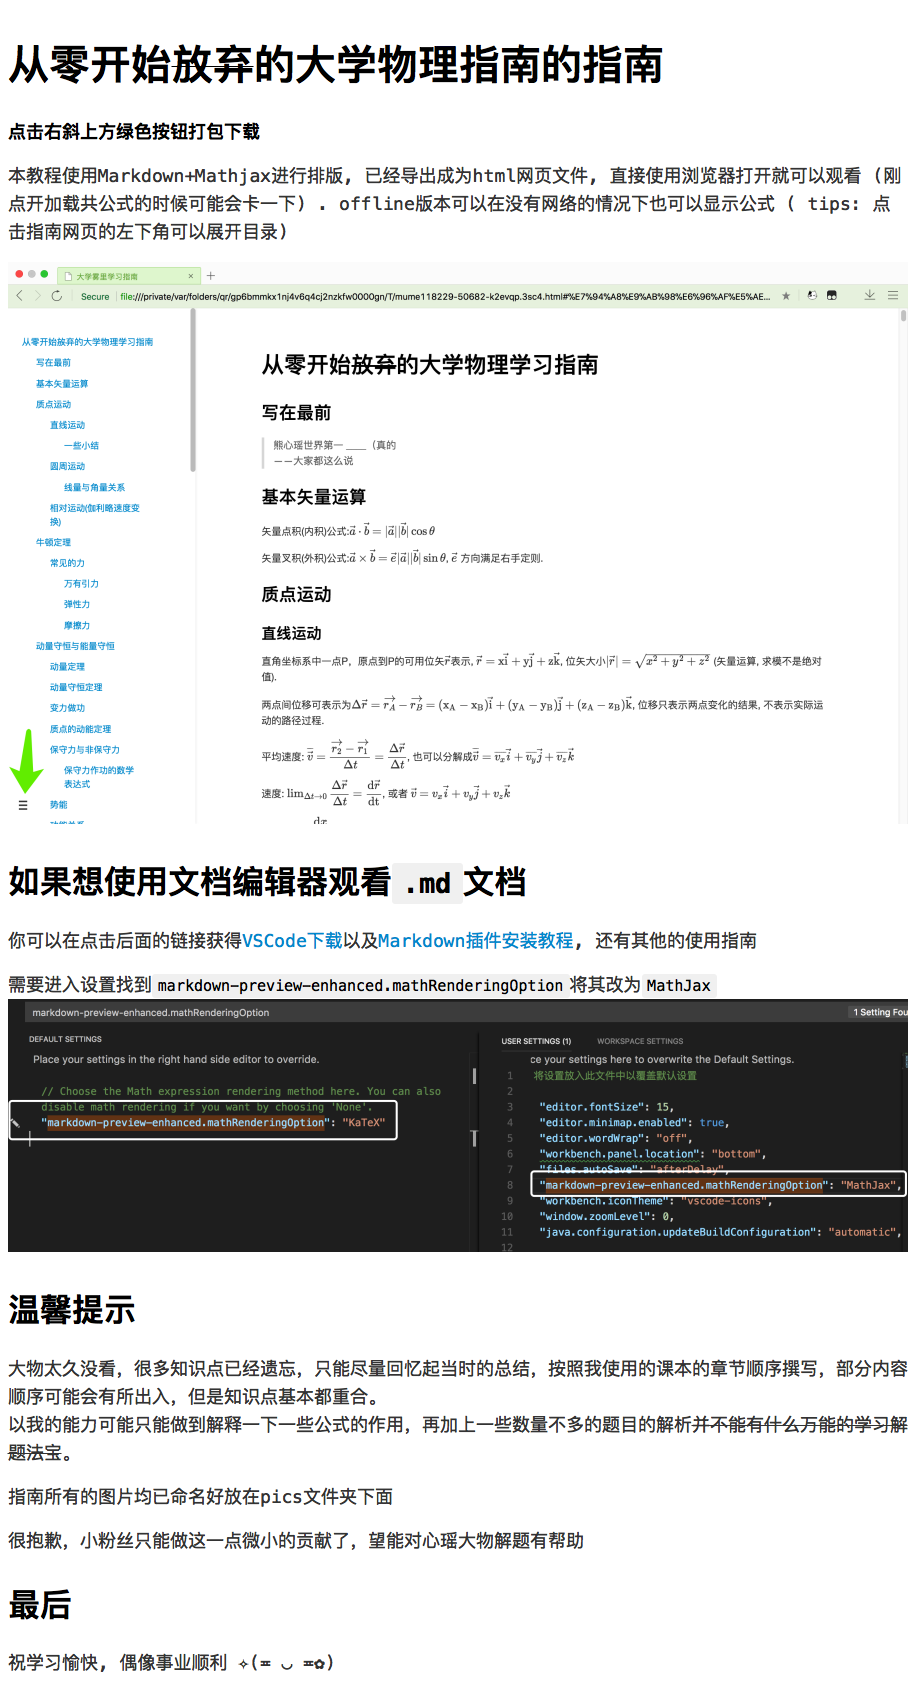 从零开始放弃的大学物理指南的指南
点击右斜上方绿色按钮打包下载
本教程使用Markdown+Mathjax进行排版, 已经导出成为html网页文件, 直接使用浏览器打开就可以观看 (刚
点开加载共公式的时候可能会卡一下) . offline版本可以在没有网络的情况下也可以显示公式 ( tips: 点
击指南网页的左下角可以展开目录)
大学雾里学习指南 × +
Secure file:///private/var/folders/qr/gp6bmmkx1nj4v6q4cj2nzkfw0000gn/T/mume118229-50682-k2evqp.3sc4.html#%E7%94%A8%E9%AB%98%E6%96%AF%E5%AE...
从零开始放弃的大学物理学习指南
写在最前
基本矢量运算
质点运动
直线运动
一些小结
圆周运动
线量与角量关系
相对运动(伽利略速度变
换)
牛顿定理
常见的力
万有引力
弹性力
摩擦力
动量守恒与能量守恒
动量定理
动量守恒定理
变力做功
质点的动能定理
保守力与非保守力
保守力作功的数学
表达式
势能
从零开始放弃的大学物理学习指南
写在最前
熊心瑶世界第一 ____ (真的
——大家都这么说
基本矢量运算
矢量点积(内积)公式:$\vec{a}\cdot\vec{b}=|\vec{a}||\vec{b}|\cos\theta$
矢量叉积(外积)公式:$\vec{a}\times\vec{b}=\vec{e}|\vec{a}||\vec{b}|\sin\theta$, $\vec{e}$ 方向满足右手定则.
质点运动
直线运动
直角坐标系中一点P，原点到P的可用位矢$\vec{r}$表示, $\vec{r}=x\vec{i}+y\vec{j}+z\vec{k}$, 位矢大小$|\vec{r}|=\sqrt{x^2+y^2+z^2}$ (矢量运算, 求模不是绝对
值).
两点间位移可表示为$\Delta\vec{r}=\overrightarrow{r_A}-\overrightarrow{r_B}=(x_A-x_B)\vec{i}+(y_A-y_B)\vec{j}+(z_A-z_B)\vec{k}$, 位移只表示两点变化的结果, 不表示实际运
动的路径过程.
平均速度: $\bar{\vec{v}}=\frac{\overrightarrow{r_2}-\overrightarrow{r_1}}{\Delta t}=\frac{\Delta\vec{r}}{\Delta t}$, 也可以分解成$\bar{\vec{v}}=\overline{v_x}\vec{i}+\overline{v_y}\vec{j}+\overline{v_z}\vec{k}$
速度: $\lim_{\Delta t\to0}\frac{\Delta\vec{r}}{\Delta t}=\frac{d\vec{r}}{dt}$, 或者 $\vec{v}=v_x\vec{i}+v_y\vec{j}+v_z\vec{k}$
dx
如果想使用文档编辑器观看 .md 文档
你可以在点击后面的链接获得VSCode下载以及Markdown插件安装教程, 还有其他的使用指南
需要进入设置找到 markdown-preview-enhanced.mathRenderingOption 将其改为 MathJax
markdown-preview-enhanced.mathRenderingOption 1 Setting Fou
DEFAULT SETTINGS
Place your settings in the right hand side editor to override.
// Choose the Math expression rendering method here. You can also
disable math rendering if you want by choosing 'None'.
"markdown-preview-enhanced.mathRenderingOption": "KaTeX"
USER SETTINGS (1) WORKSPACE SETTINGS
ce your settings here to overwrite the Default Settings.
1 将设置放入此文件中以覆盖默认设置
2
3 "editor.fontSize": 15,
4 "editor.minimap.enabled": true,
5 "editor.wordWrap": "off",
6 "workbench.panel.location": "bottom",
7 "files.autoSave": "afterDelay",
8 "markdown-preview-enhanced.mathRenderingOption": "MathJax",
9 "workbench.iconTheme": "vscode-icons",
10 "window.zoomLevel": 0,
11 "java.configuration.updateBuildConfiguration": "automatic",
12
温馨提示
大物太久没看，很多知识点已经遗忘，只能尽量回忆起当时的总结，按照我使用的课本的章节顺序撰写，部分内容
顺序可能会有所出入，但是知识点基本都重合。
以我的能力可能只能做到解释一下一些公式的作用，再加上一些数量不多的题目的解析并不能有什么万能的学习解
题法宝。
指南所有的图片均已命名好放在pics文件夹下面
很抱歉，小粉丝只能做这一点微小的贡献了，望能对心瑶大物解题有帮助
最后
祝学习愉快, 偶像事业顺利 ✧(≖ ◡ ≖✿)